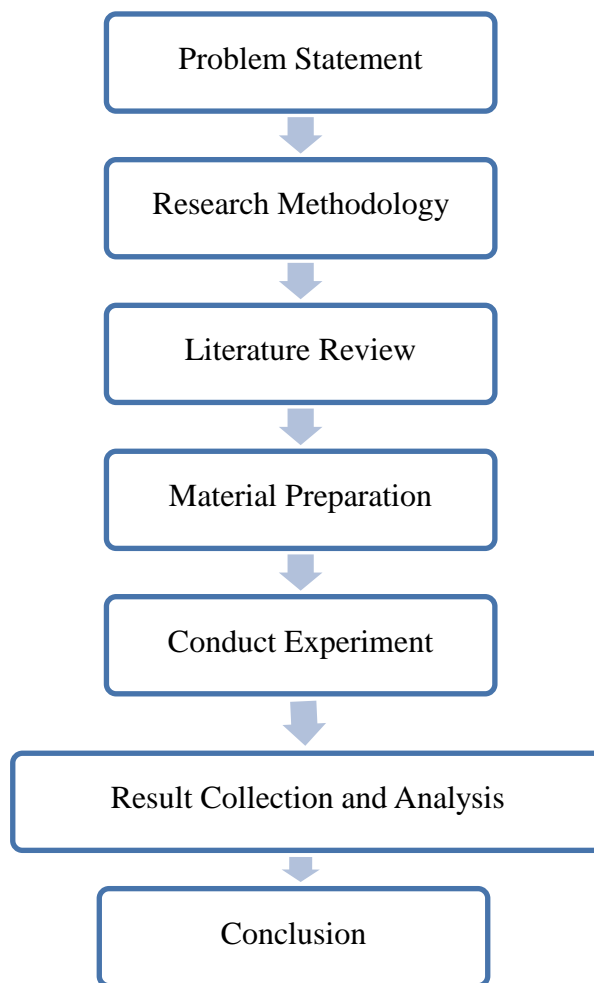 Problem Statement
Research Methodology
Literature Review
Material Preparation
Conduct Experiment
Result Collection and Analysis
Conclusion